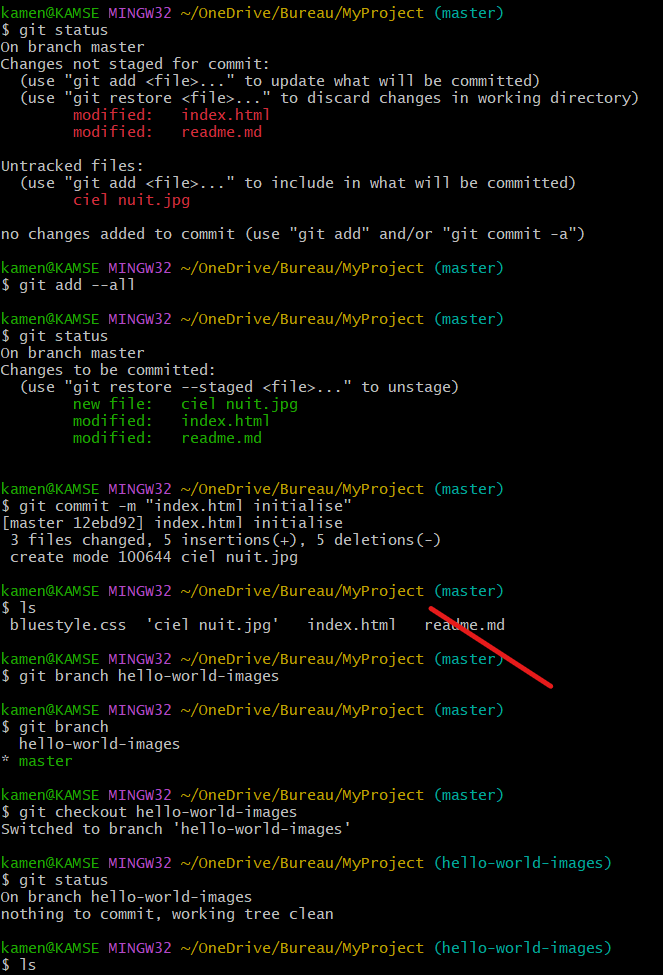 kamen@KAMSE MINGW32 ~/OneDrive/Bureau/MyProject (master)
$ git status
On branch master
Changes not staged for commit:
  (use "git add <file>..." to update what will be committed)
  (use "git restore <file>..." to discard changes in working directory)
        modified:   index.html
        modified:   readme.md

Untracked files:
  (use "git add <file>..." to include in what will be committed)
        ciel nuit.jpg

no changes added to commit (use "git add" and/or "git commit -a")

kamen@KAMSE MINGW32 ~/OneDrive/Bureau/MyProject (master)
$ git add --all

kamen@KAMSE MINGW32 ~/OneDrive/Bureau/MyProject (master)
$ git status
On branch master
Changes to be committed:
  (use "git restore --staged <file>..." to unstage)
        new file:   ciel nuit.jpg
        modified:   index.html
        modified:   readme.md


kamen@KAMSE MINGW32 ~/OneDrive/Bureau/MyProject (master)
$ git commit -m "index.html initialise"
[master 12ebd92] index.html initialise
 3 files changed, 5 insertions(+), 5 deletions(-)
 create mode 100644 ciel nuit.jpg

kamen@KAMSE MINGW32 ~/OneDrive/Bureau/MyProject (master)
$ ls
 bluestyle.css  'ciel nuit.jpg'   index.html   readme.md

kamen@KAMSE MINGW32 ~/OneDrive/Bureau/MyProject (master)
$ git branch hello-world-images

kamen@KAMSE MINGW32 ~/OneDrive/Bureau/MyProject (master)
$ git branch
  hello-world-images
* master

kamen@KAMSE MINGW32 ~/OneDrive/Bureau/MyProject (master)
$ git checkout hello-world-images
Switched to branch 'hello-world-images'

kamen@KAMSE MINGW32 ~/OneDrive/Bureau/MyProject (hello-world-images)
$ git status
On branch hello-world-images
nothing to commit, working tree clean

kamen@KAMSE MINGW32 ~/OneDrive/Bureau/MyProject (hello-world-images)
$ ls